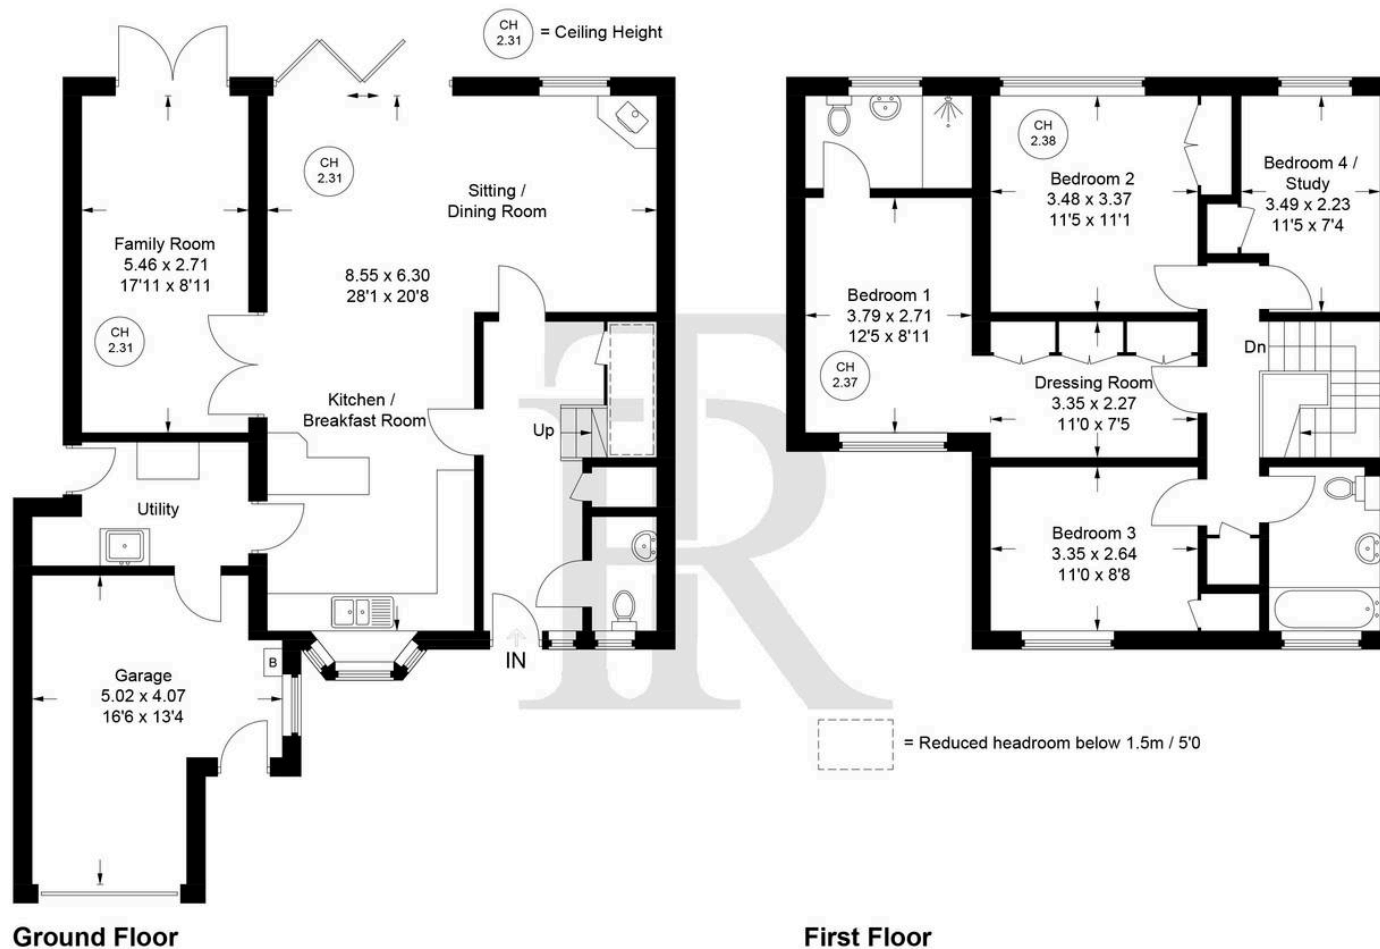 CH
2.31
= Ceiling Height
CH
2.31
Sitting /
Dining Room
Family Room
5.46 x 2.71
17'11 x 8'11
8.55 x 6.30
28'1 x 20'8
CH
2.31
Kitchen /
Breakfast Room
Up
Utility
IN
B
Garage
5.02 x 4.07
16'6 x 13'4
Ground Floor
CH
2.38
Bedroom 2
3.48 x 3.37
11'5 x 11'1
Bedroom 4 /
Study
3.49 x 2.23
11'5 x 7'4
Bedroom 1
3.79 x 2.71
12'5 x 8'11
CH
2.37
Dn
Dressing Room
3.35 x 2.27
11'0 x 7'5
Bedroom 3
3.35 x 2.64
11'0 x 8'8
= Reduced headroom below 1.5m / 5'0
First Floor
TR